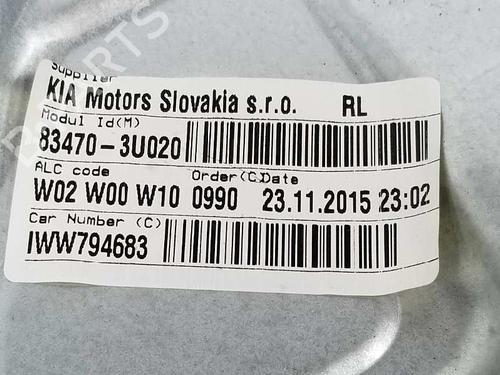 Supplier
KIA Motors Slovakia s.r.o. RL
Modul Id(M)
83470-3U020
ALC code Order(C)Date
W02 W00 W10 0990 23.11.2015 23:02
Car Number (C)
IWW794683